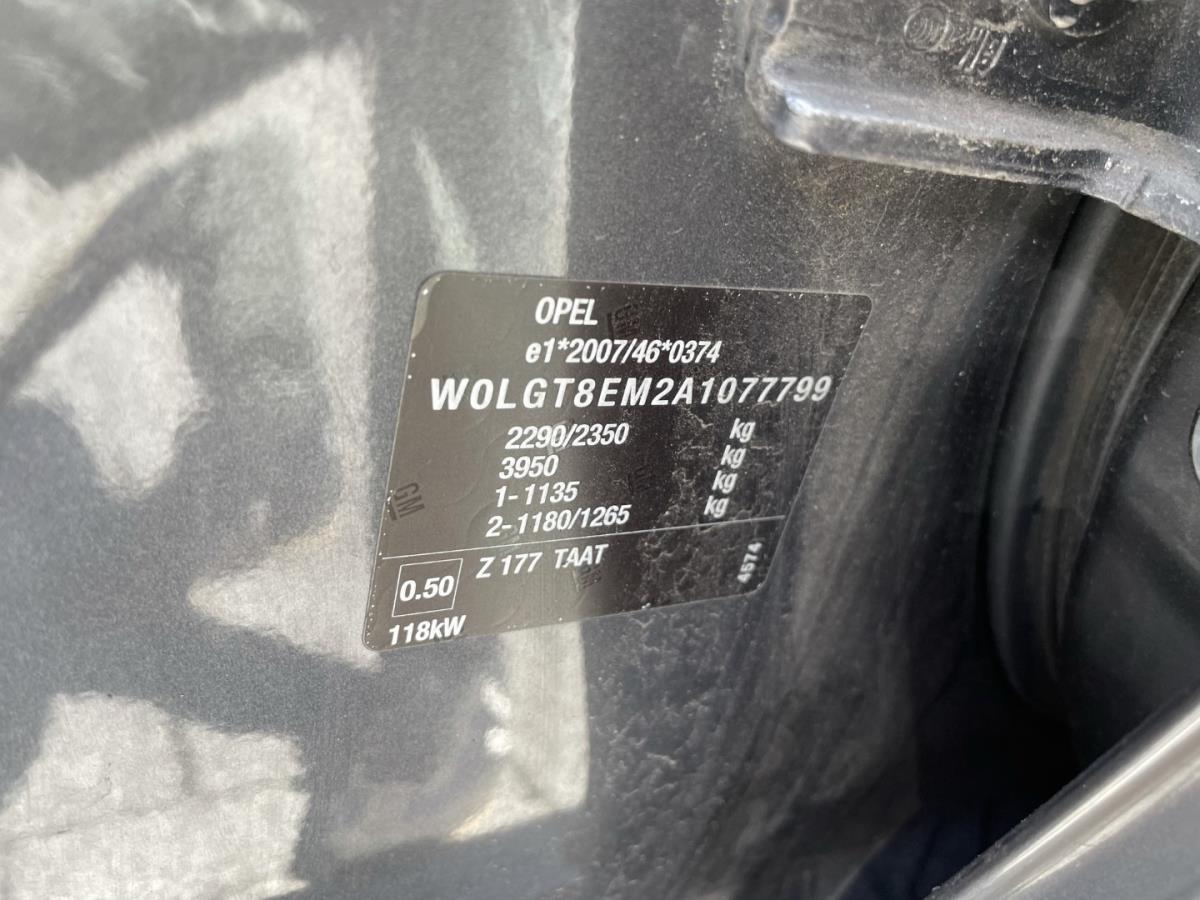 OPEL
e1*2007/46*0374
W0LGT8EM2A1077799
2290/2350 kg
3950 kg
1-1135 kg
2-1180/1265 kg
0.50 Z 177 TAAT 4574
118kW
GM